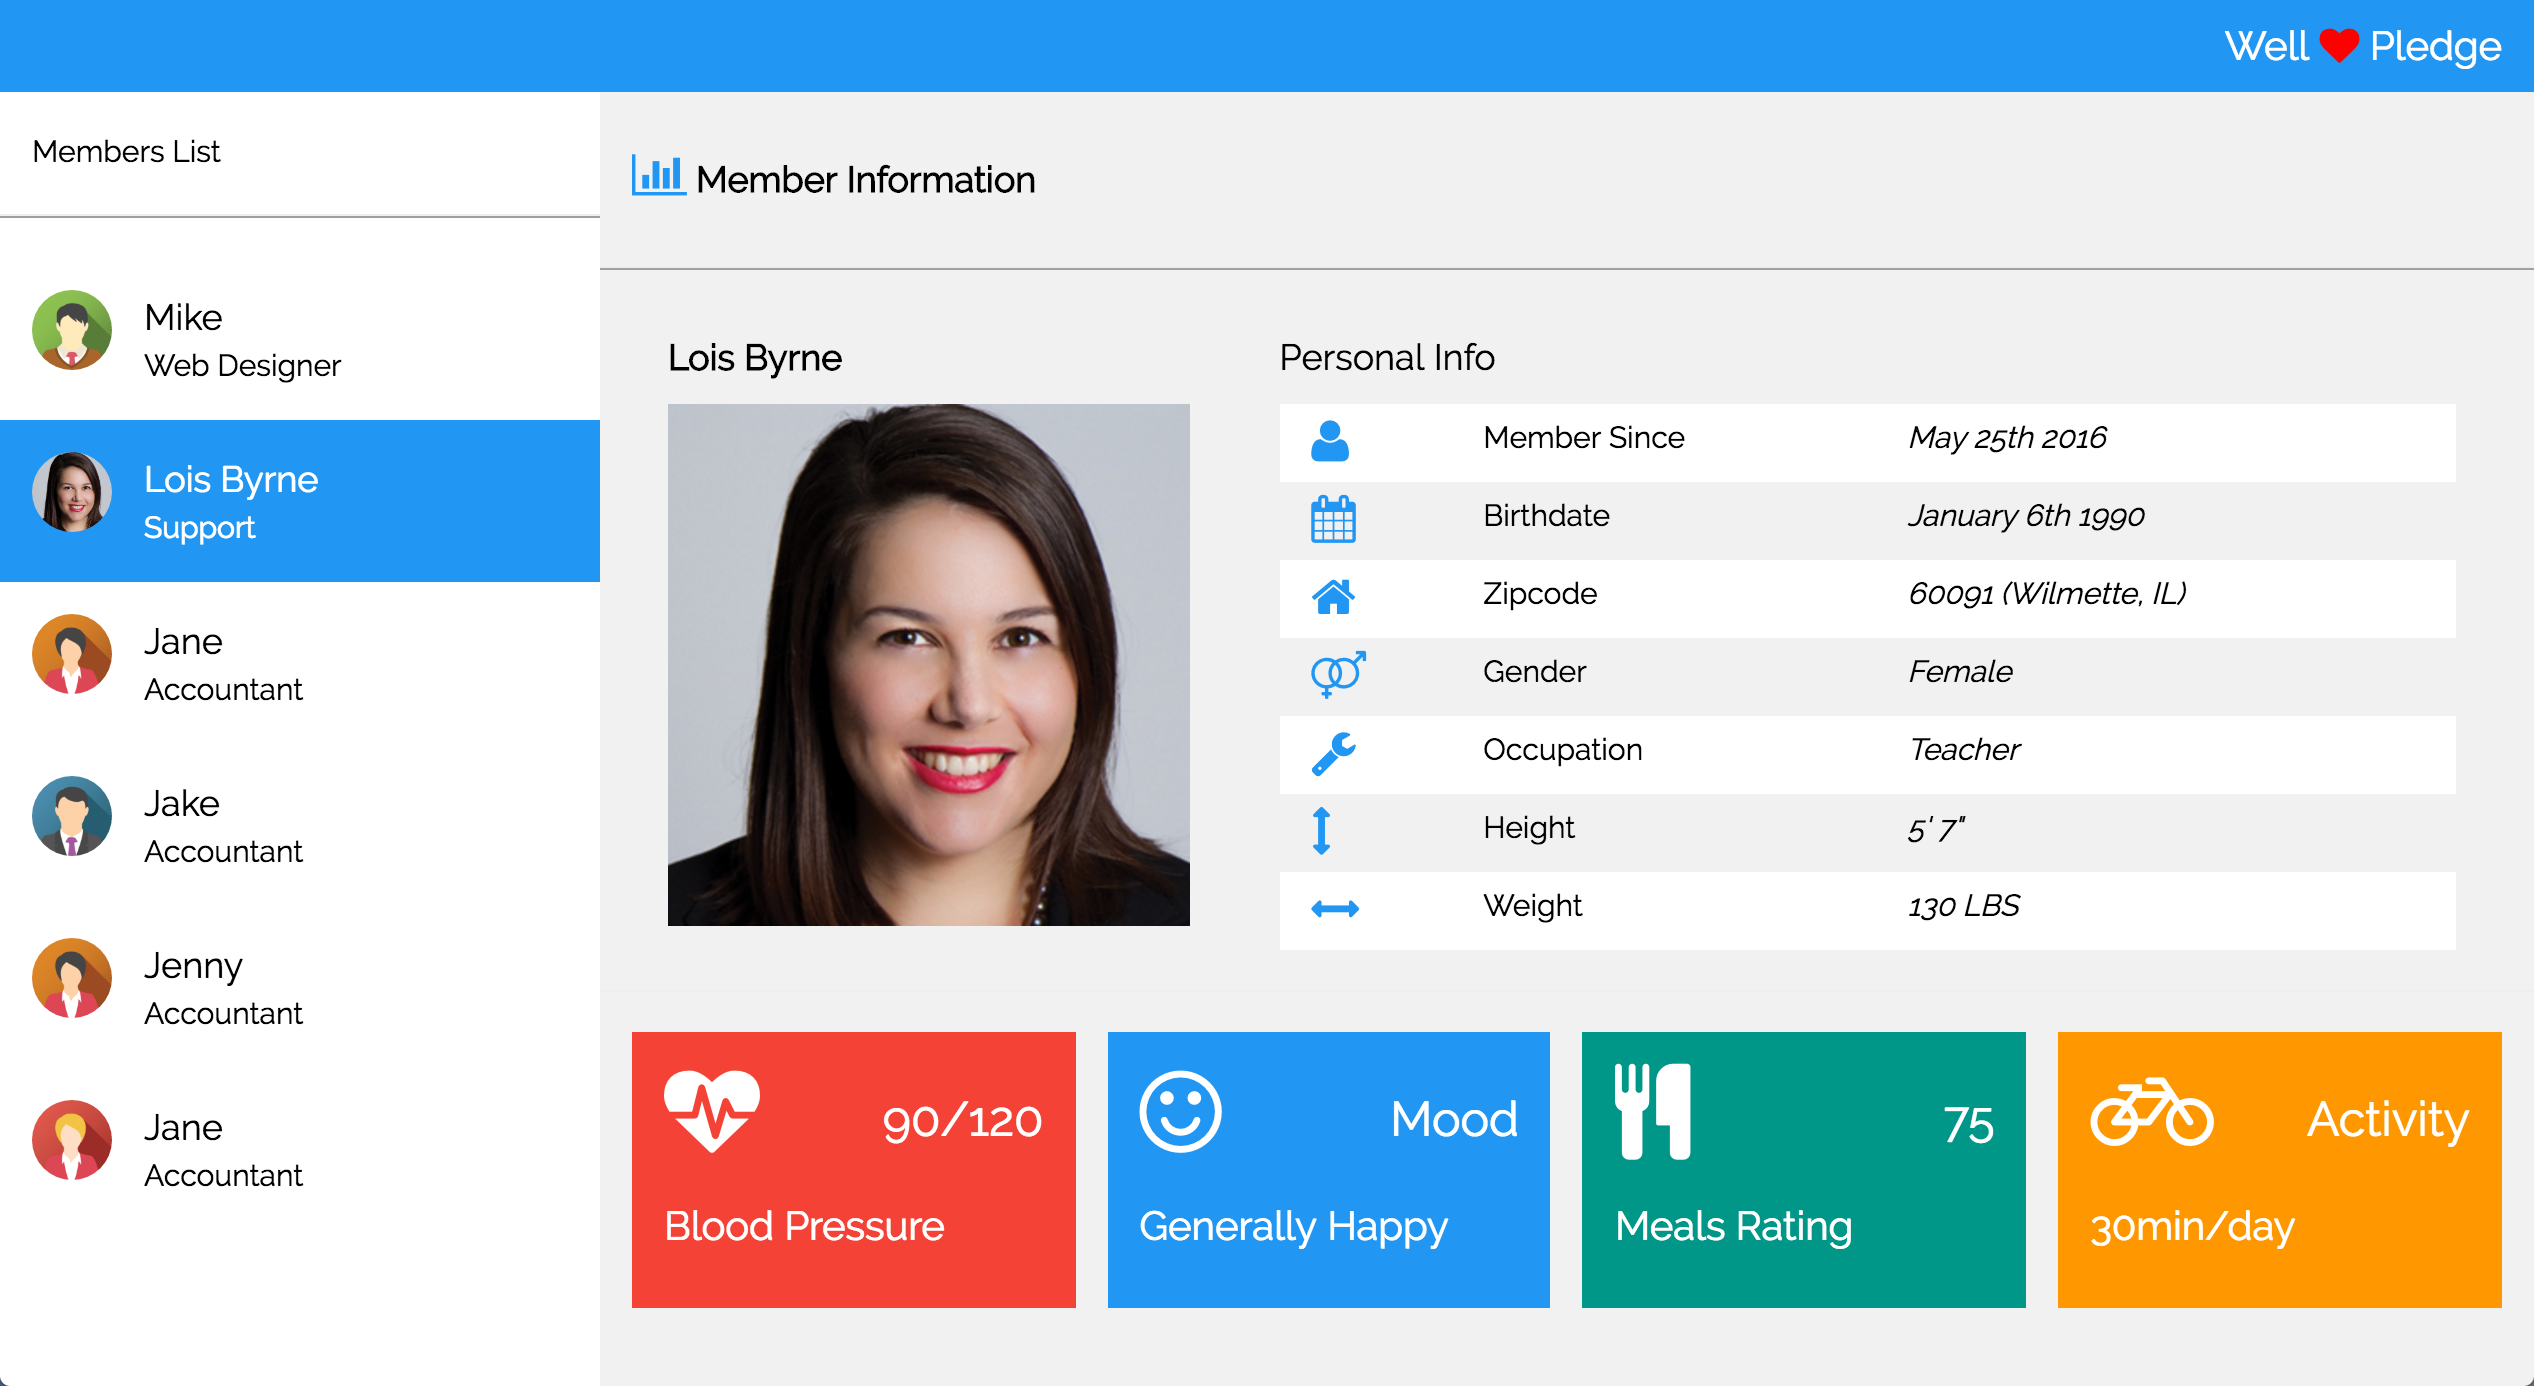 Well Pledge
Members List
Mike
Web Designer
Lois Byrne
Support
Jane
Accountant
Jake
Accountant
Jenny
Accountant
Jane
Accountant
Member Information
Lois Byrne
Personal Info
Member Since May 25th 2016
Birthdate January 6th 1990
Zipcode 60091 (Wilmette, IL)
Gender Female
Occupation Teacher
Height 5' 7"
Weight 130 LBS
90/120
Blood Pressure
Mood
Generally Happy
75
Meals Rating
Activity
30min/day